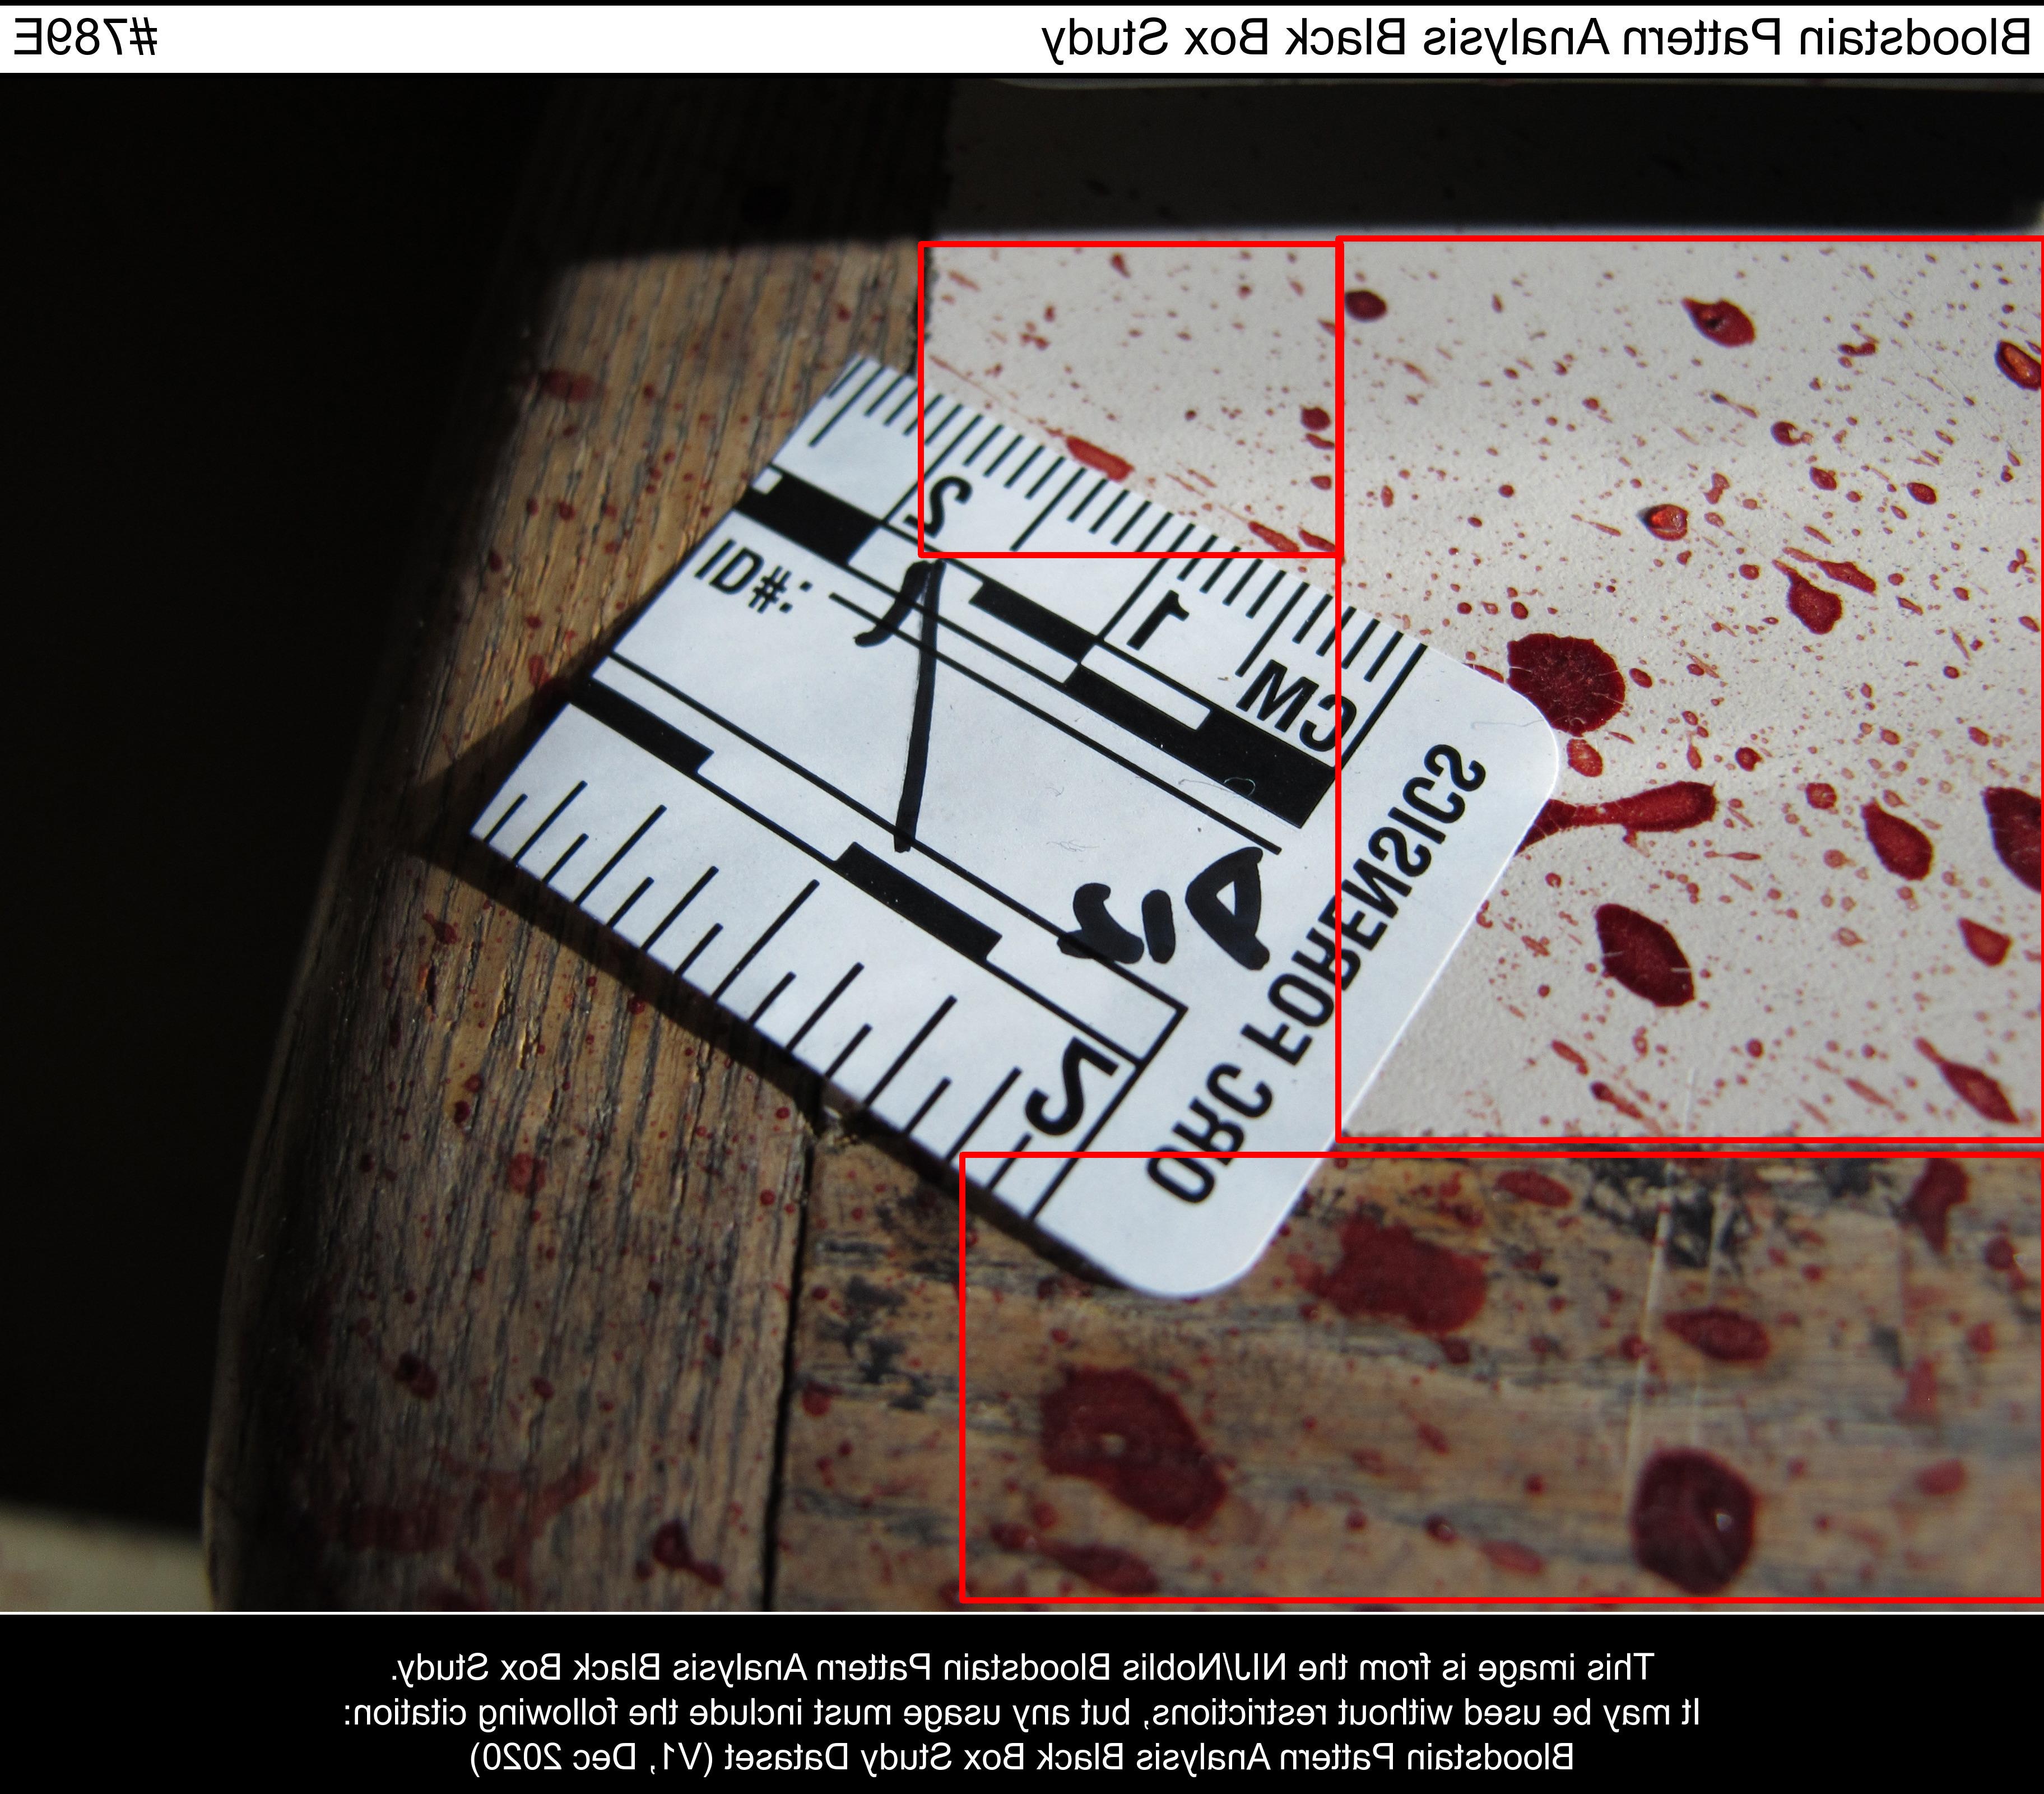 Bloodstain Pattern Analysis Black Box Study #789E
2
1
CM
ID#:
ORC FORENSICS
This image is from the NIJ/Noblis Bloodstain Pattern Analysis Black Box Study.
It may be used without restrictions, but any usage must include the following citation:
Bloodstain Pattern Analysis Black Box Study Dataset (V1, Dec 2020)